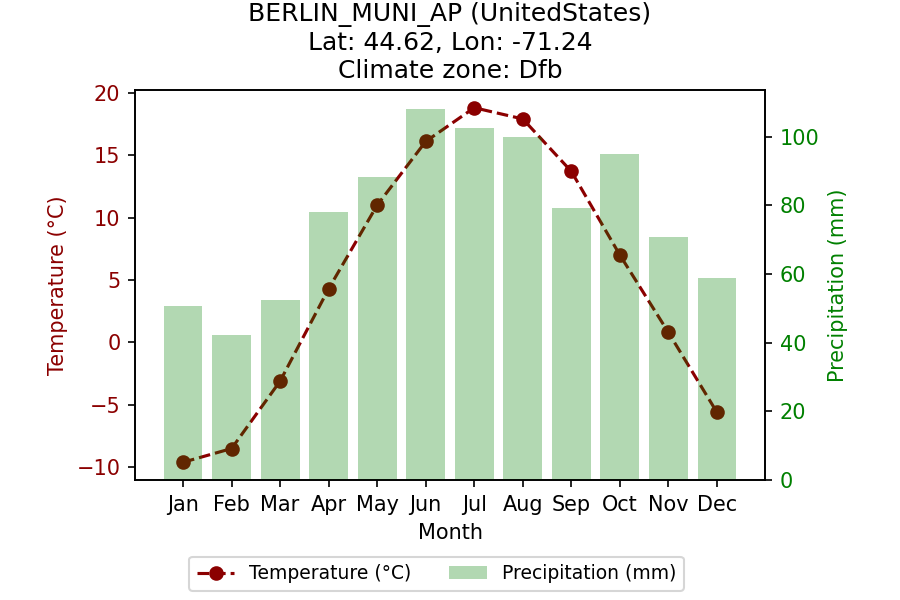 BERLIN_MUNI_AP (UnitedStates)
Lat: 44.62, Lon: -71.24
Climate zone: Dfb
20
15
10
5
0
−5
−10
Temperature (°C)
100
80
60
40
20
0
Precipitation (mm)
Jan Feb Mar Apr May Jun Jul Aug Sep Oct Nov Dec
Month
Temperature (°C) Precipitation (mm)